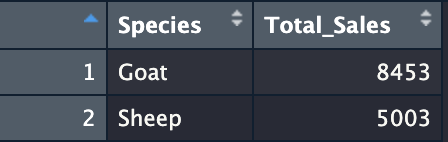 Species Total_Sales
1 Goat 8453
2 Sheep 5003